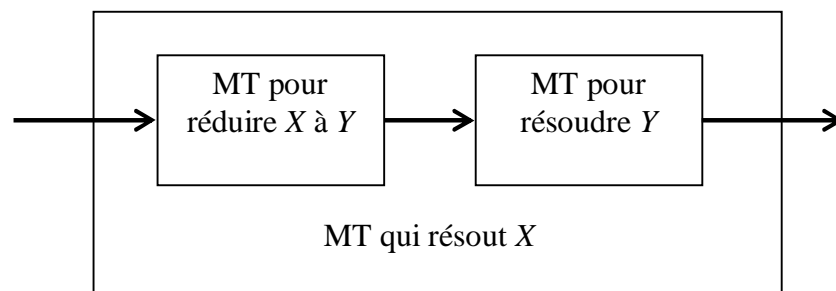 MT pour
réduire X à Y
MT pour
résoudre Y
MT qui résout X